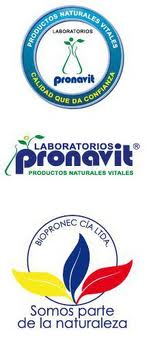 PRODUCTOS NATURALES VITALES
LABORATORIOS
pronavit
CALIDAD QUE DA CONFIANZA
LABORATORIOS
pronavit®
PRODUCTOS NATURALES VITALES
BIOPRONEC CÍA LTDA.
Somos parte
de la naturaleza